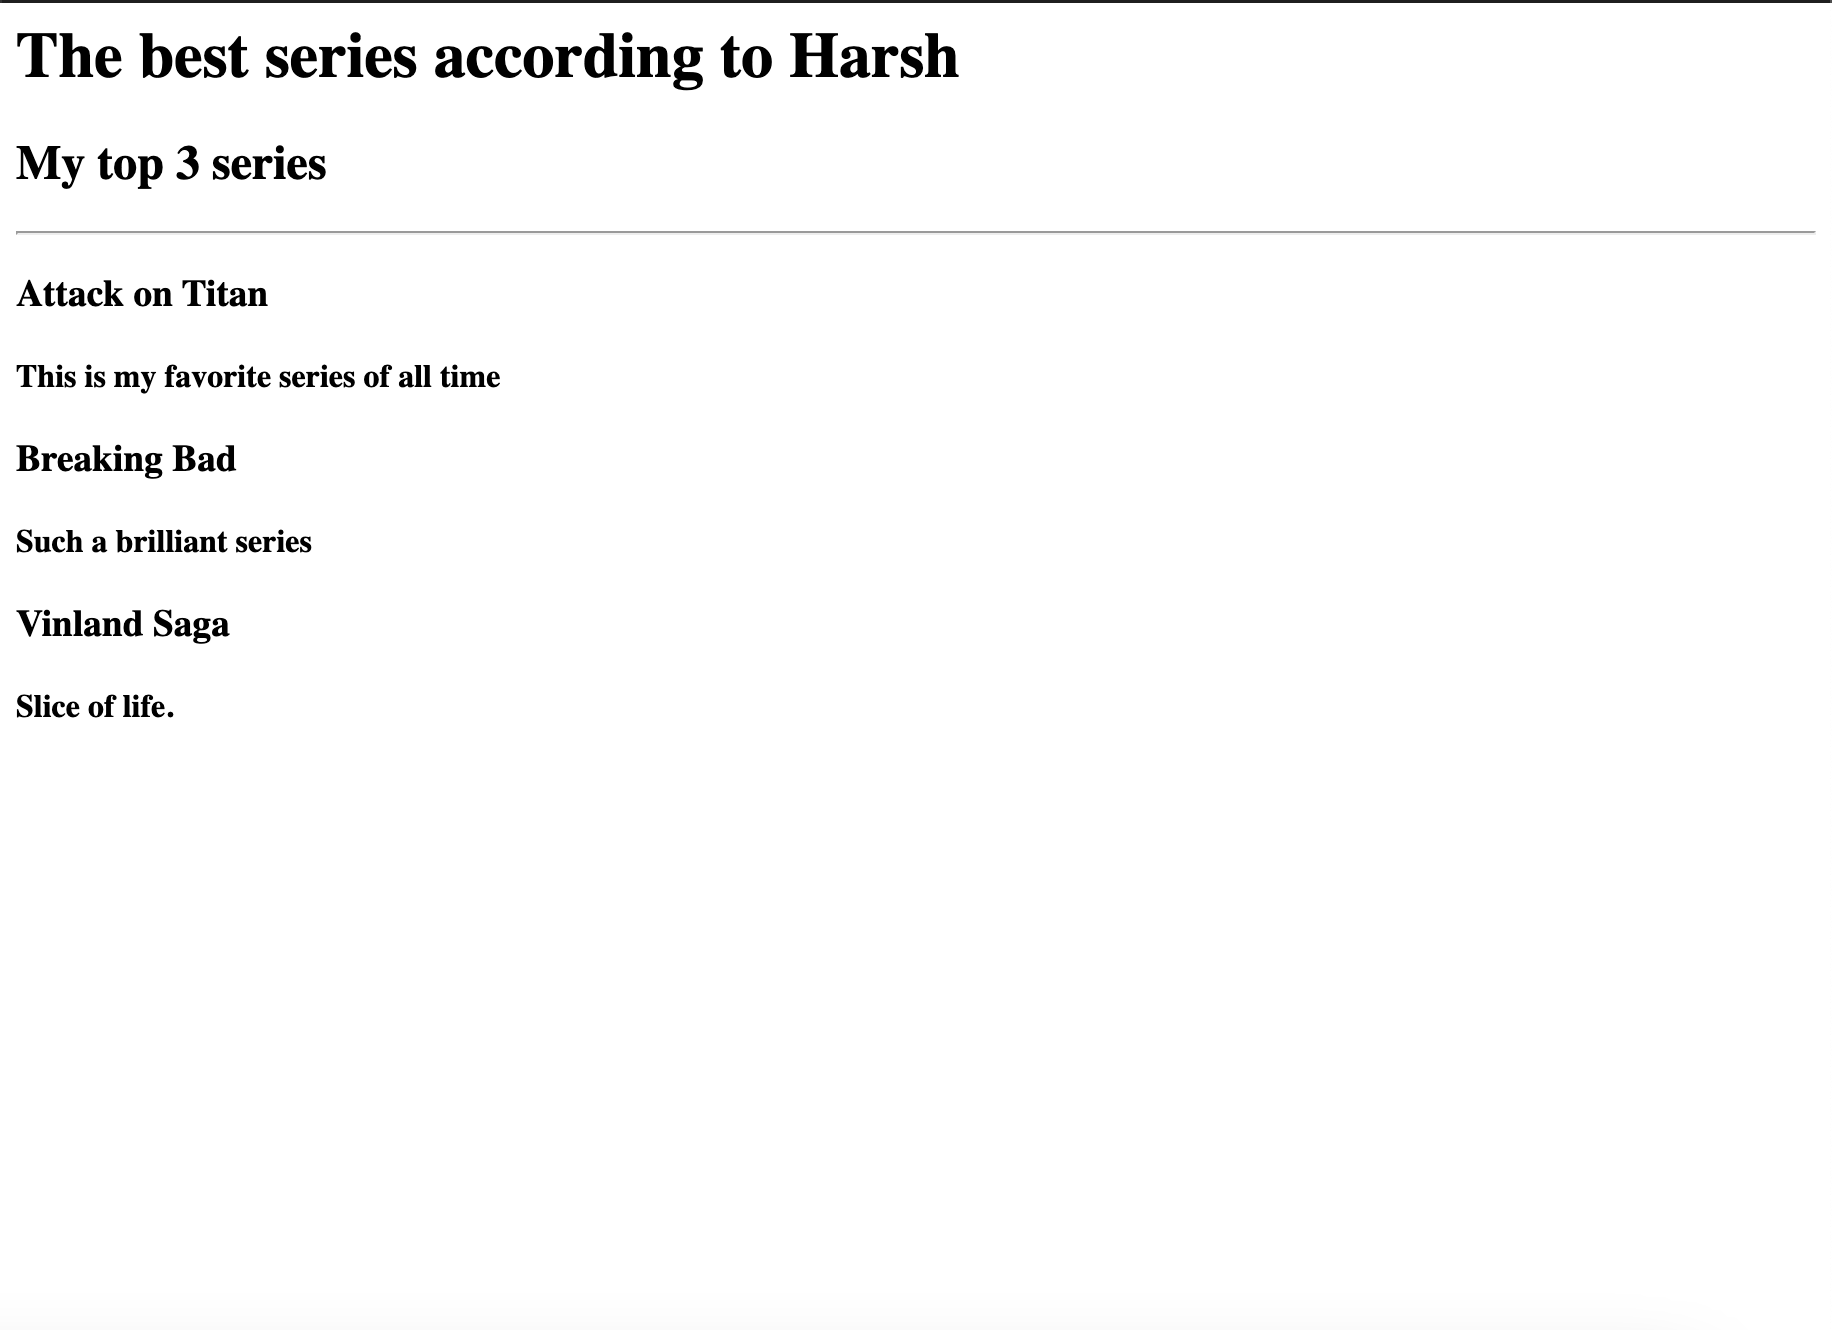 The best series according to Harsh
My top 3 series
Attack on Titan
This is my favorite series of all time
Breaking Bad
Such a brilliant series
Vinland Saga
Slice of life.